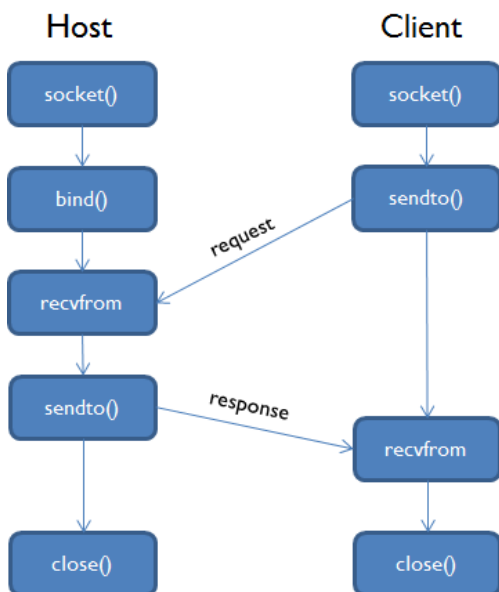 Host
Client
socket()
socket()
bind()
sendto()
request
recvfrom
sendto()
response
recvfrom
close()
close()